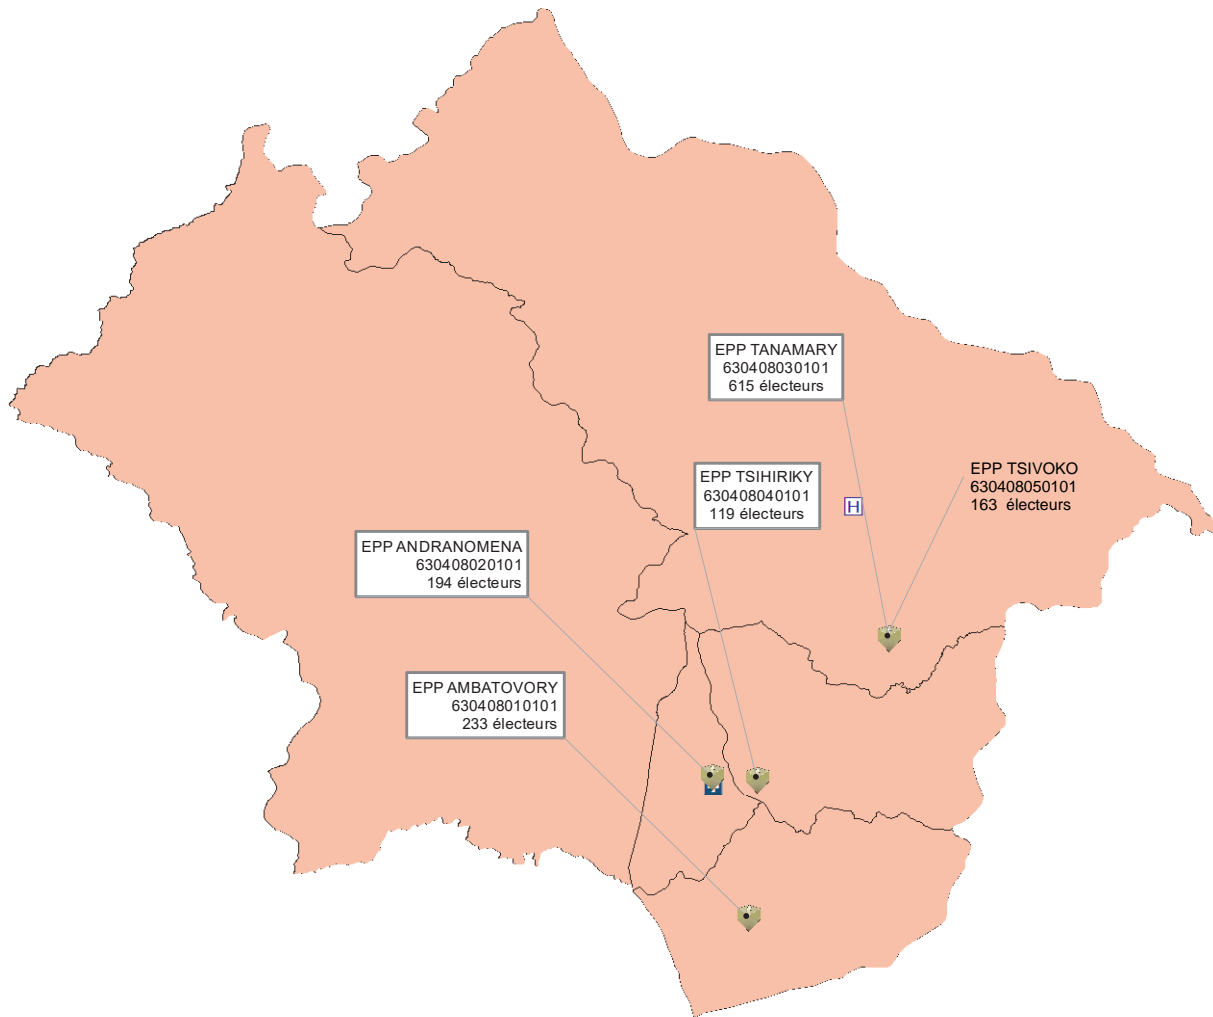 EPP TANAMARY
630408030101
615 électeurs
EPP TSIHIRIKY
630408040101
119 électeurs
H
EPP TSIVOKO
630408050101
163 électeurs
EPP ANDRANOMENA
630408020101
194 électeurs
EPP AMBATOVORY
630408010101
233 électeurs